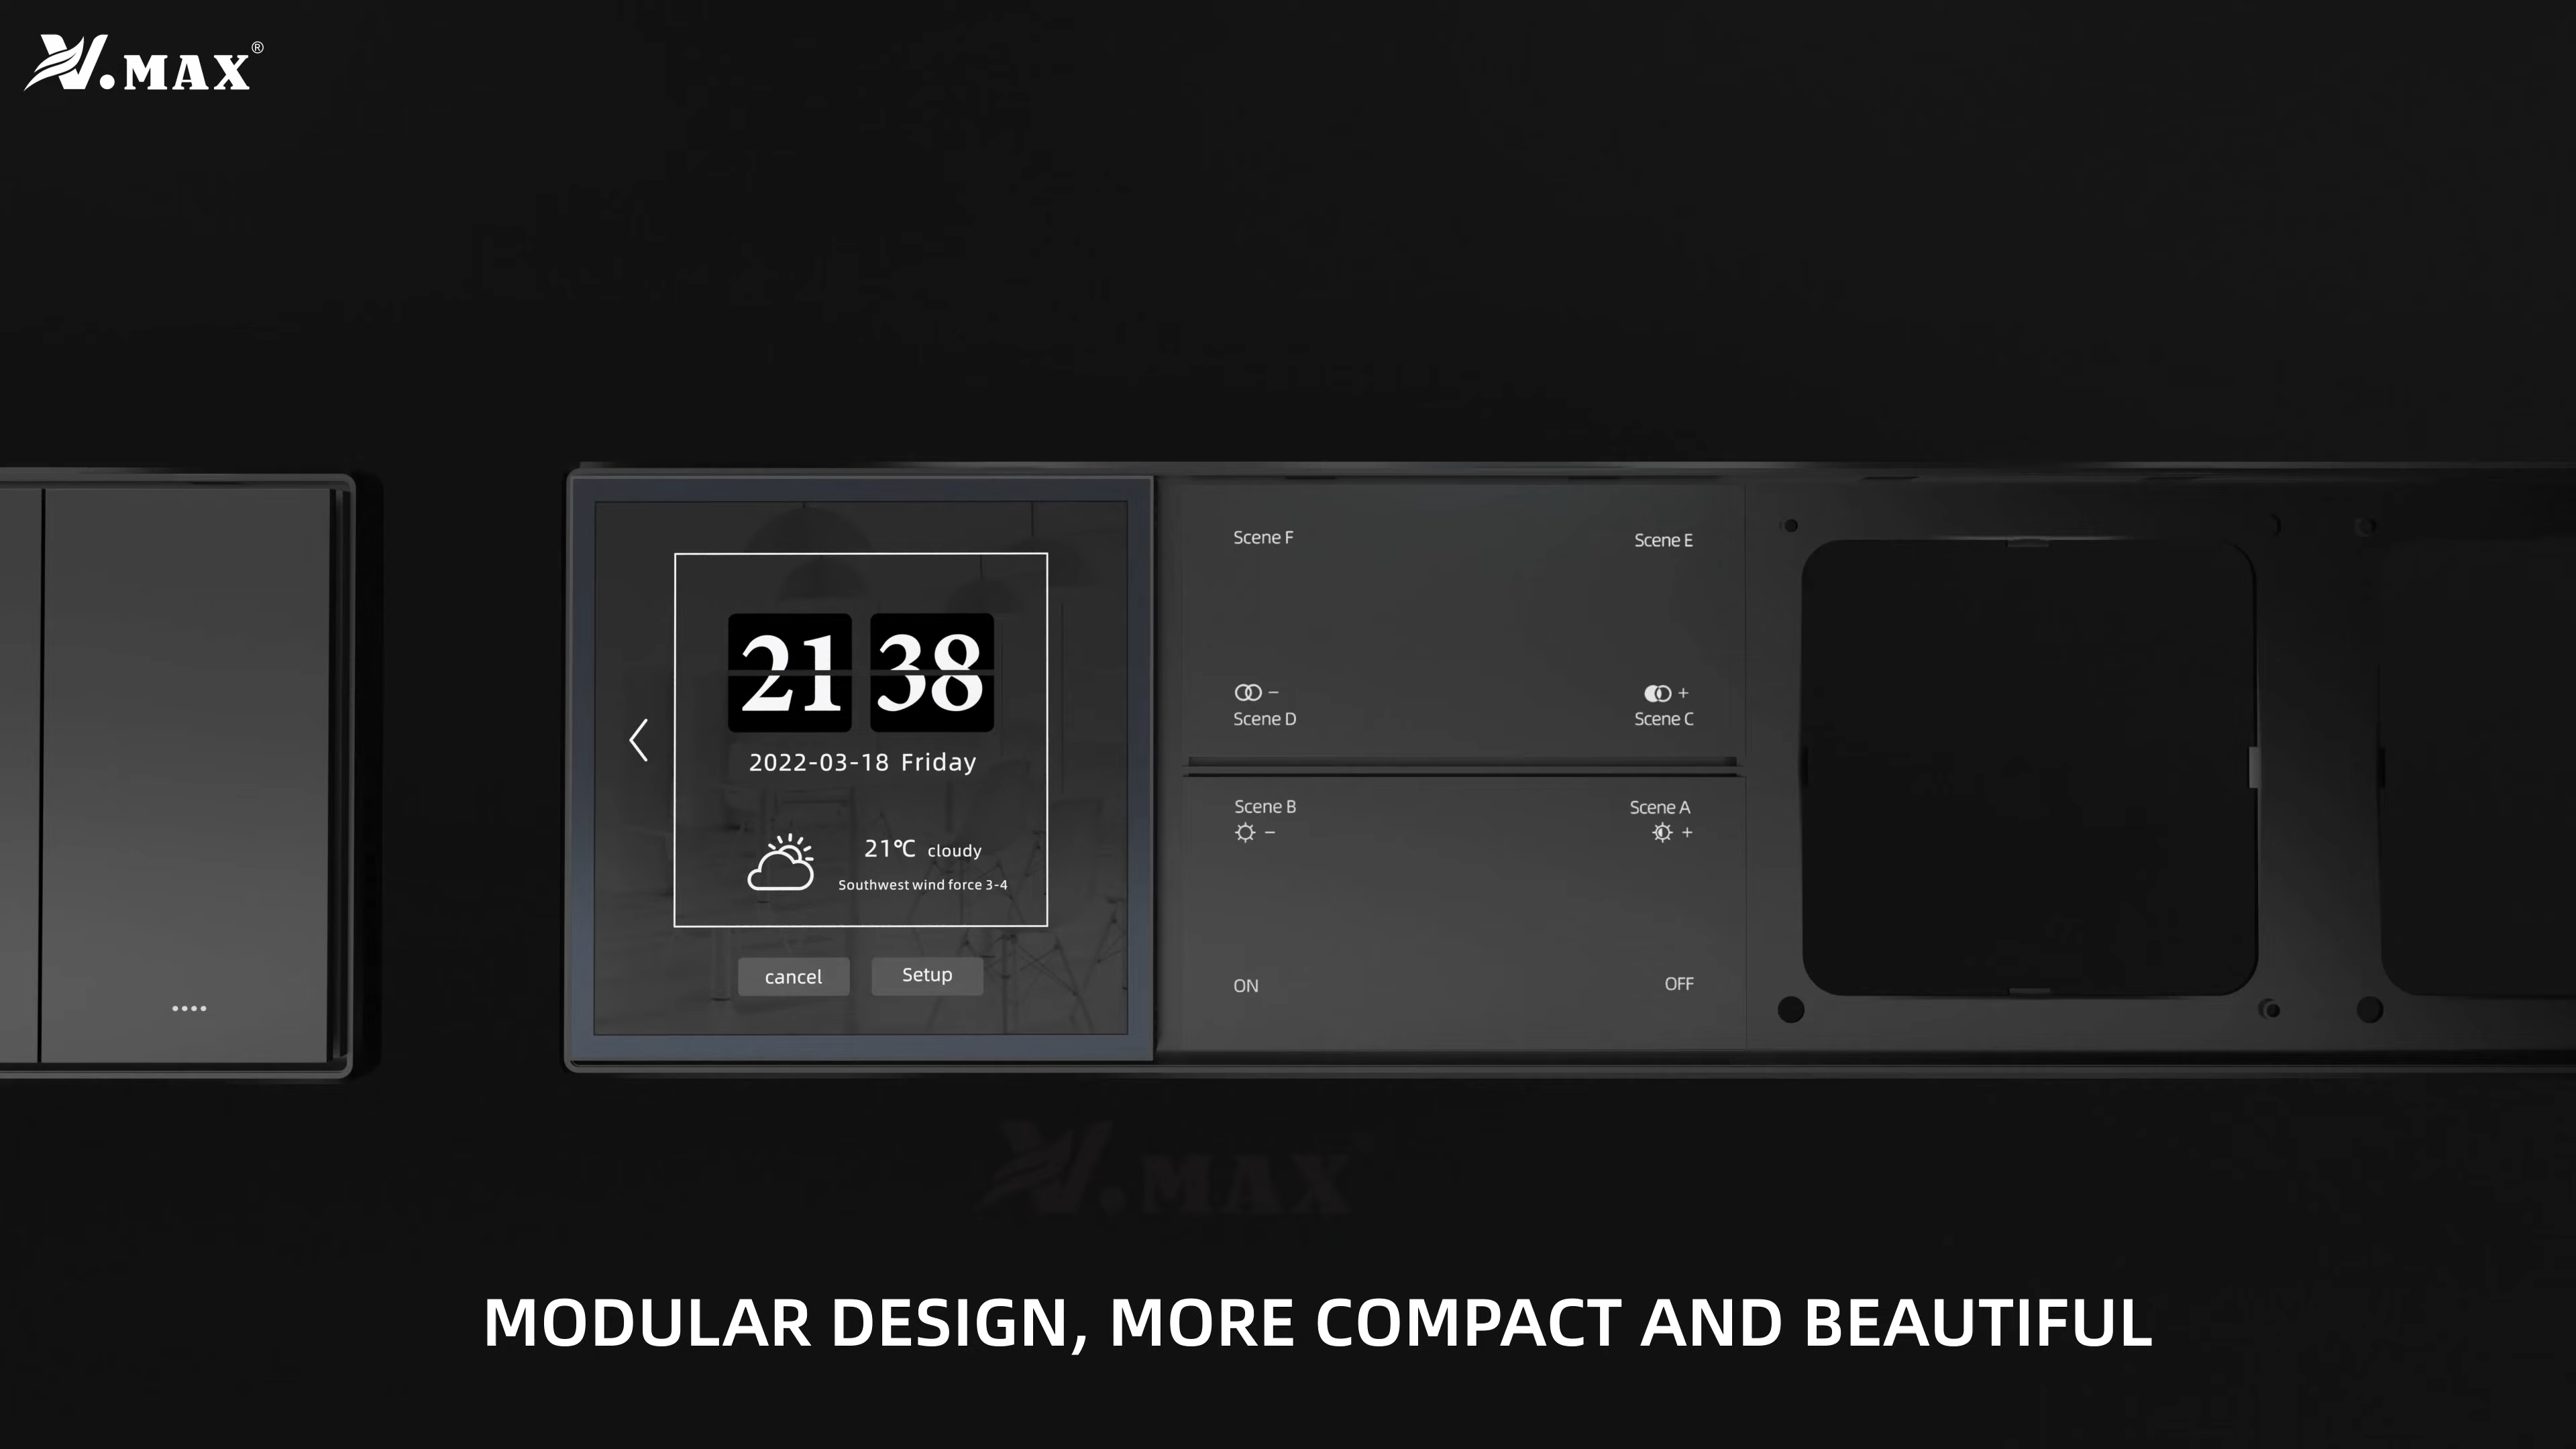 V.MAX®
Scene F
Scene E
21 38
2022-03-18 Friday
21℃ cloudy
Southwest wind force 3-4
cancel
Setup
−
Scene D
+
Scene C
Scene B
−
Scene A
+
ON
OFF
V.MAX
MODULAR DESIGN, MORE COMPACT AND BEAUTIFUL